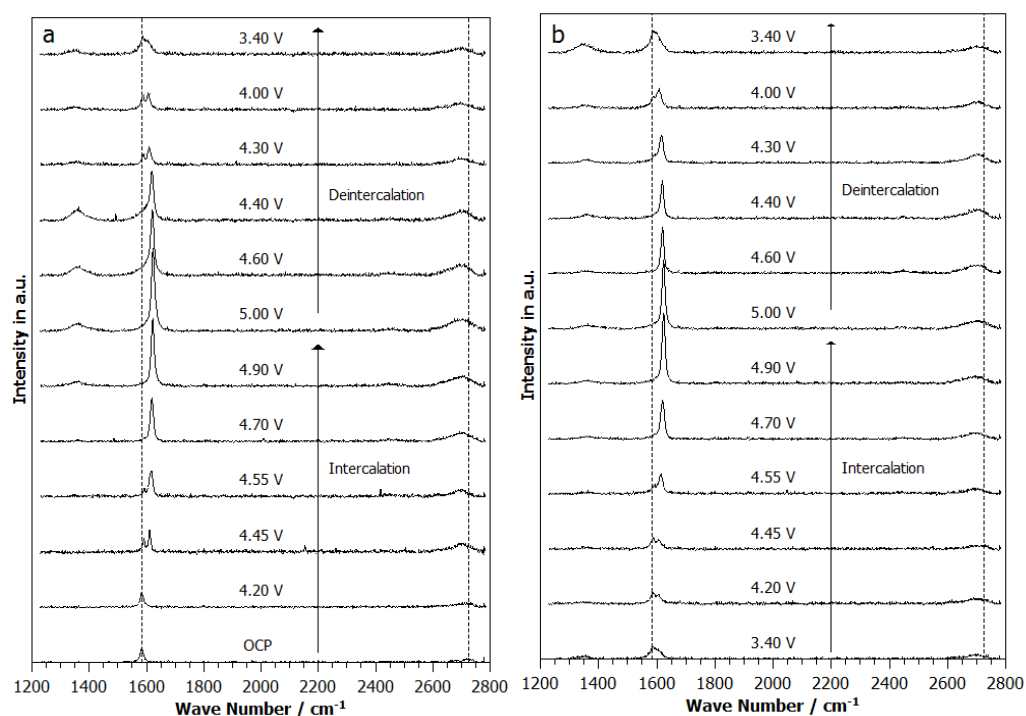 a
3.40 V
4.00 V
4.30 V
Deintercalation
4.40 V
4.60 V
5.00 V
4.90 V
4.70 V
Intercalation
4.55 V
4.45 V
4.20 V
OCP
Intensity in a.u.
1200 1400 1600 1800 2000 2200 2400 2600 2800
Wave Number / cm⁻¹
b
3.40 V
4.00 V
4.30 V
Deintercalation
4.40 V
4.60 V
5.00 V
4.90 V
4.70 V
Intercalation
4.55 V
4.45 V
4.20 V
3.40 V
Intensity in a.u.
1200 1400 1600 1800 2000 2200 2400 2600 2800
Wave Number / cm⁻¹